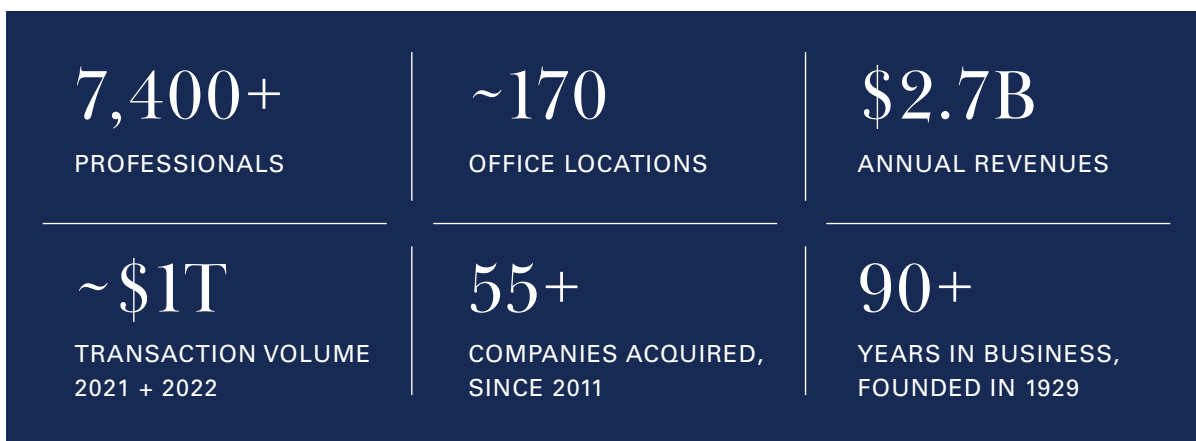 7,400+
PROFESSIONALS
~170
OFFICE LOCATIONS
$2.7B
ANNUAL REVENUES
~$1T
TRANSACTION VOLUME
2021 + 2022
55+
COMPANIES ACQUIRED,
SINCE 2011
90+
YEARS IN BUSINESS,
FOUNDED IN 1929